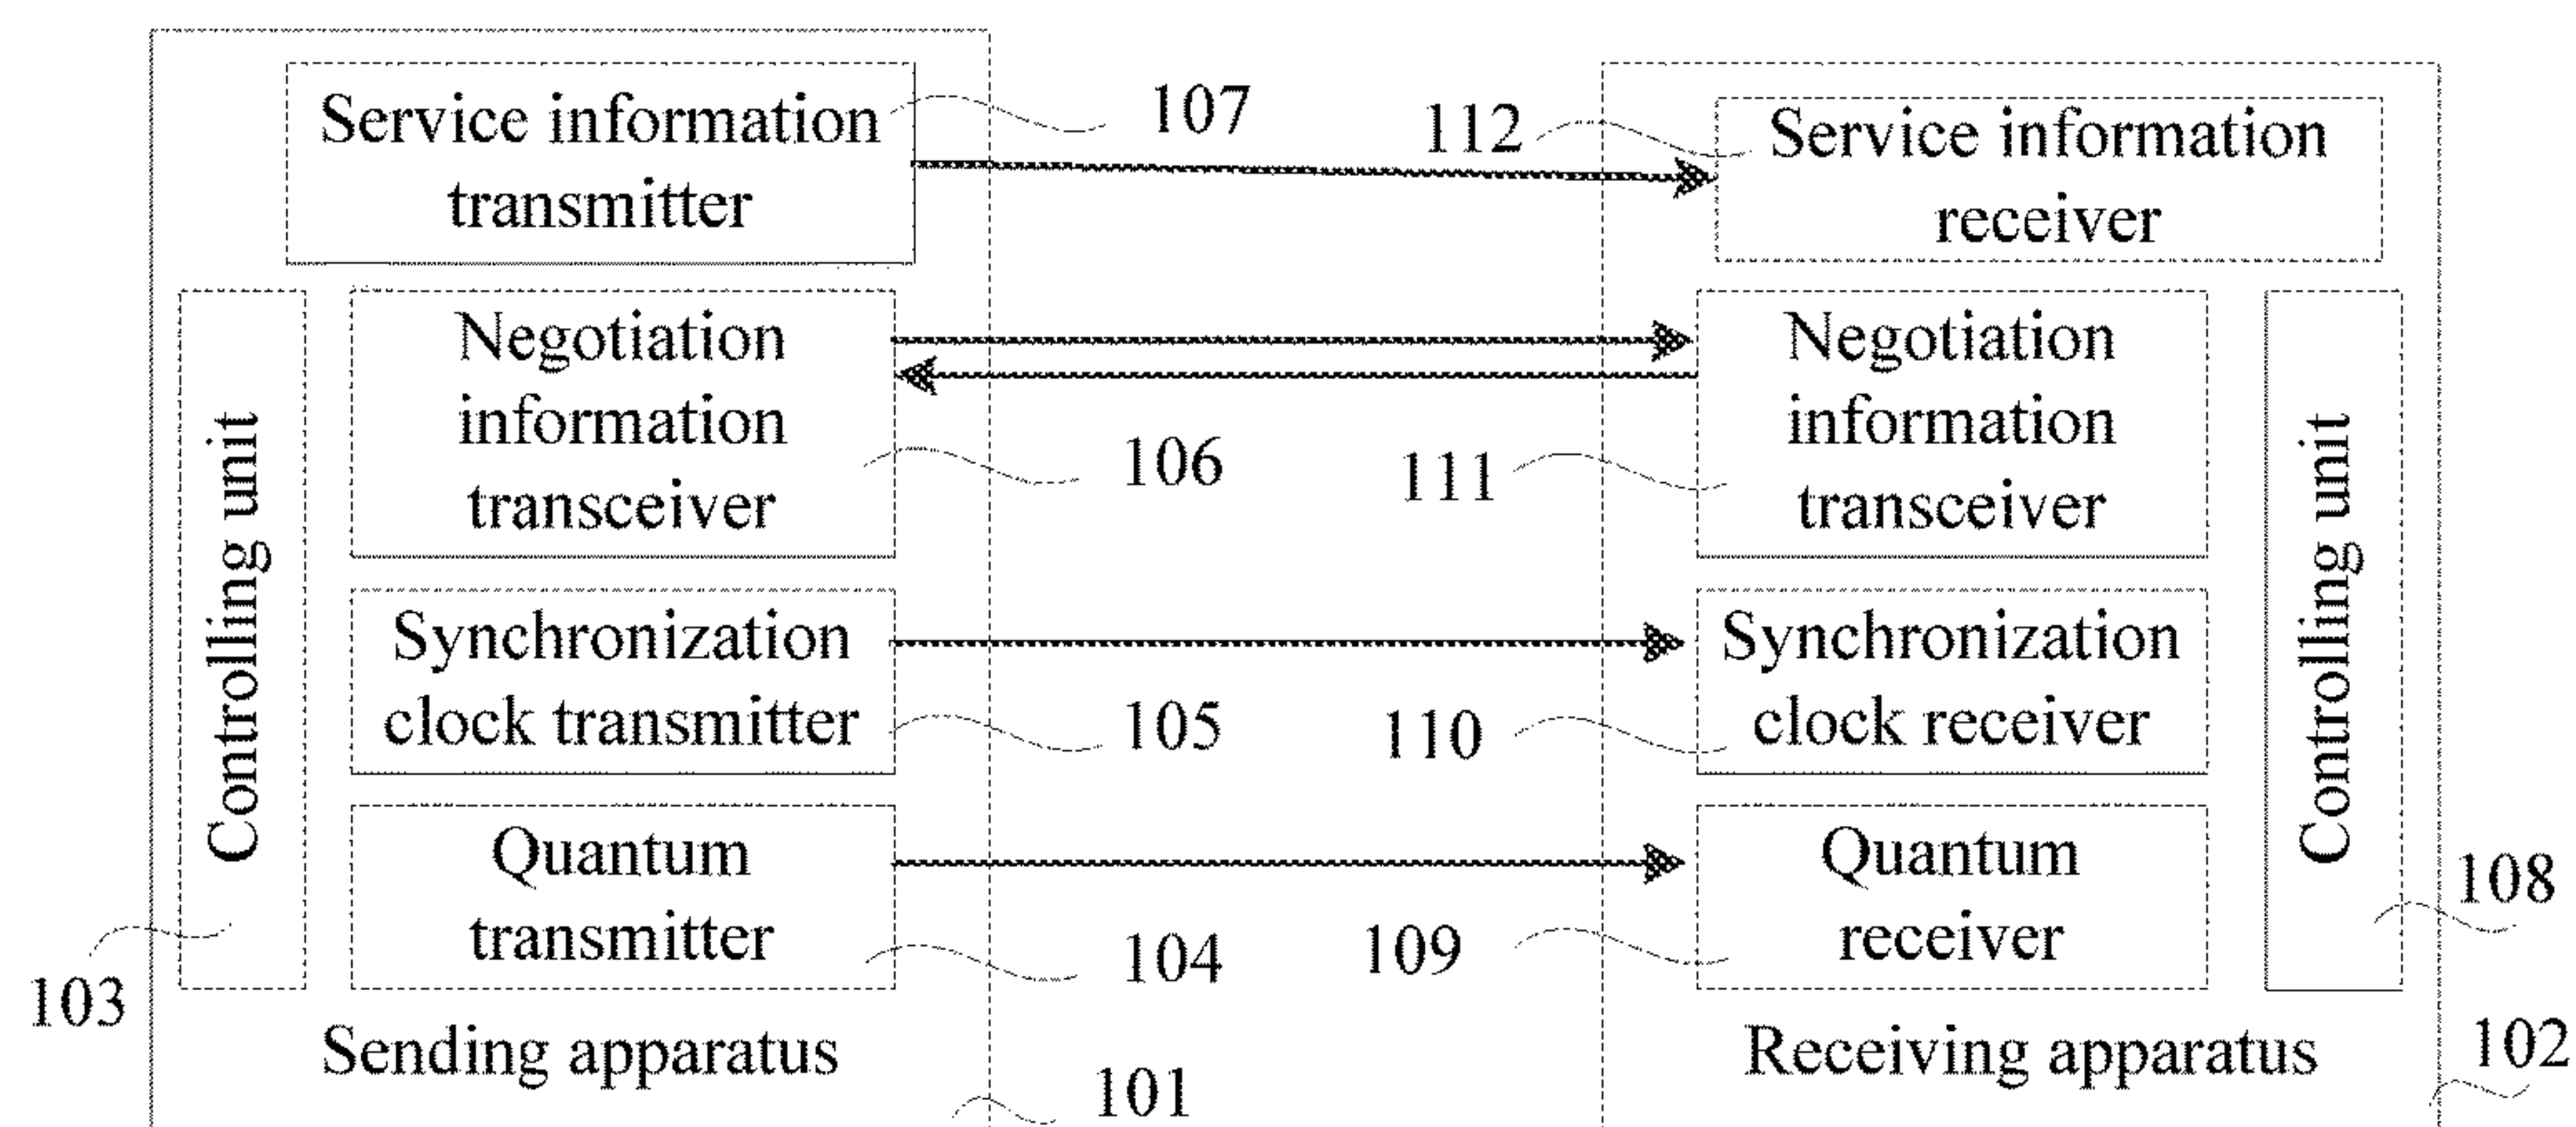 Service information
transmitter
107
112
Service information
receiver
Controlling unit
Negotiation
information
transceiver
106
111
Negotiation
information
transceiver
Controlling unit
Synchronization
clock transmitter
105
110
Synchronization
clock receiver
Quantum
transmitter
104
109
Quantum
receiver
108
103
Sending apparatus
101
Receiving apparatus
102